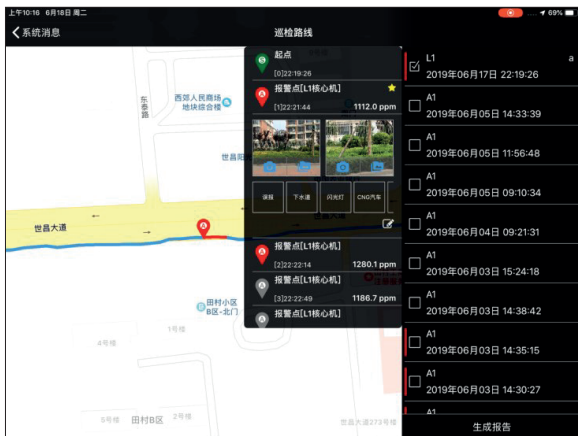 上午10:16 6月18日 周二
69%
系统消息
巡检路线
起点
[0]22:19:26
报警点[L1核心机]
[1]22:21:44
1112.0 ppm
误报
下水道
闪光灯
CNG汽车
报警点[L1核心机]
[2]22:22:14
1280.1 ppm
报警点[L1核心机]
[3]22:22:49
1186.7 ppm
报警点[L1核心机]
东泰路
西郊人民商场
地块综合楼
世昌大道
田村小区
B区-北门
1号楼
4号楼
5号楼
田村B区
2号楼
世昌大道273号楼
L1
a
2019年06月17日 22:19:26
A1
2019年06月05日 14:33:39
A1
2019年06月05日 11:56:48
A1
2019年06月05日 09:10:34
A1
2019年06月04日 09:21:31
A1
2019年06月03日 15:24:18
A1
2019年06月03日 14:38:42
A1
2019年06月03日 14:35:15
A1
2019年06月03日 14:30:27
A1
生成报告